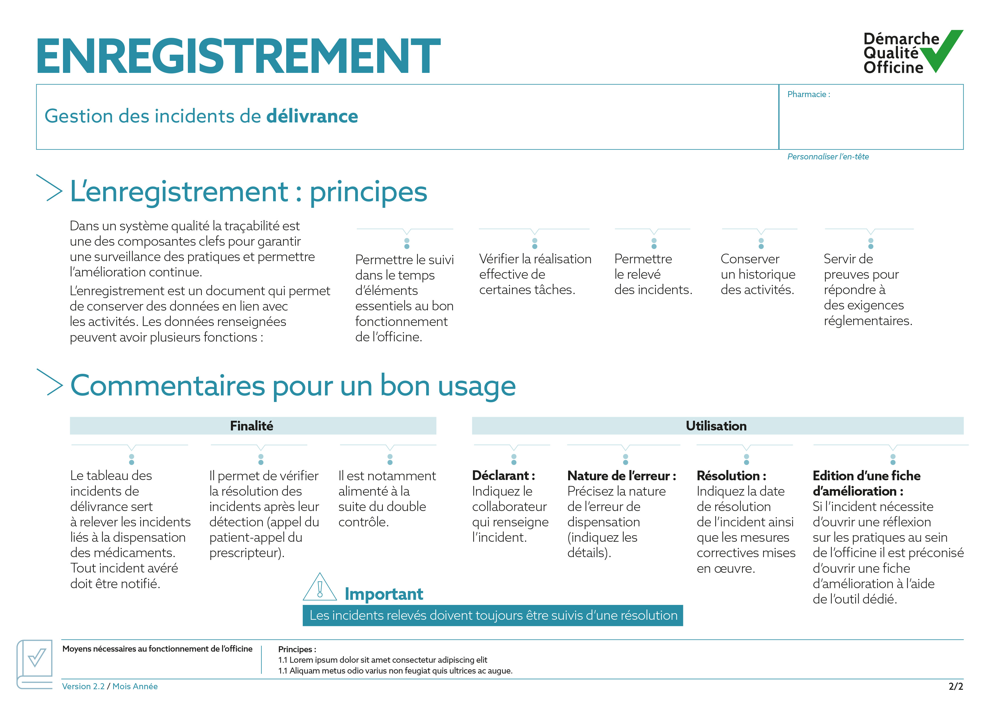 ENREGISTREMENT
Démarche
Qualité
Officine
Gestion des incidents de délivrance
Pharmacie :
Personnaliser l’en-tête
L’enregistrement : principes
Dans un système qualité la traçabilité est
une des composantes clefs pour garantir
une surveillance des pratiques et permettre
l’amélioration continue.
L’enregistrement est un document qui permet
de conserver des données en lien avec
les activités. Les données renseignées
peuvent avoir plusieurs fonctions :
Permettre le suivi
dans le temps
d’éléments
essentiels au bon
fonctionnement
de l’officine.
Vérifier la réalisation
effective de
certaines tâches.
Permettre
le relevé
des incidents.
Conserver
un historique
des activités.
Servir de
preuves pour
répondre à
des exigences
réglementaires.
Commentaires pour un bon usage
Finalité
Le tableau des
incidents de
délivrance sert
à relever les incidents
liés à la dispensation
des médicaments.
Tout incident avéré
doit être notifié.
Il permet de vérifier
la résolution des
incidents après leur
détection (appel du
patient-appel du
prescripteur).
Il est notamment
alimenté à la
suite du double
contrôle.
Utilisation
Déclarant :
Indiquez le
collaborateur
qui renseigne
l’incident.
Nature de l’erreur :
Précisez la nature
de l’erreur de
dispensation
(indiquez les
détails).
Résolution :
Indiquez la date
de résolution
de l’incident ainsi
que les mesures
correctives mises
en œuvre.
Edition d’une fiche
d’amélioration :
Si l’incident nécessite
d’ouvrir une réflexion
sur les pratiques au sein
de l’officine il est préconisé
d’ouvrir une fiche
d’amélioration à l’aide
de l’outil dédié.
Important
Les incidents relevés doivent toujours être suivis d’une résolution
Moyens nécessaires au fonctionnement de l’officine
Principes :
1.1 Lorem ipsum dolor sit amet consectetur adipiscing elit
1.1 Aliquam metus odio varius non feugiat quis ultrices ac augue.
Version 2.2 / Mois Année
2/2